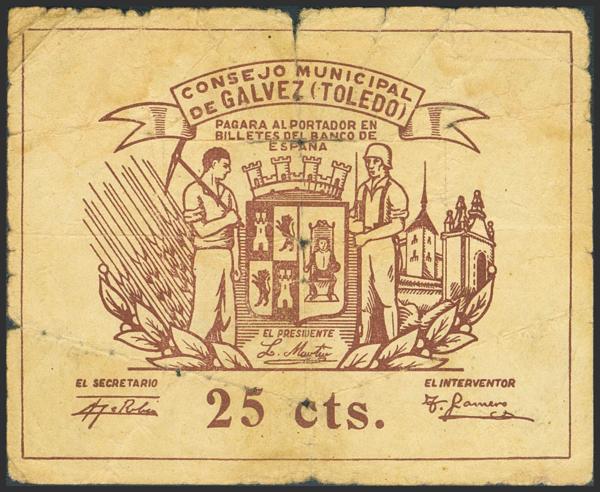 CONSEJO MUNICIPAL
DE GALVEZ (TOLEDO)
PAGARA AL PORTADOR EN
BILLETES DEL BANCO DE
ESPAÑA
EL PRESIDENTE
L. Martin
EL SECRETARIO
EL INTERVENTOR
25 cts.